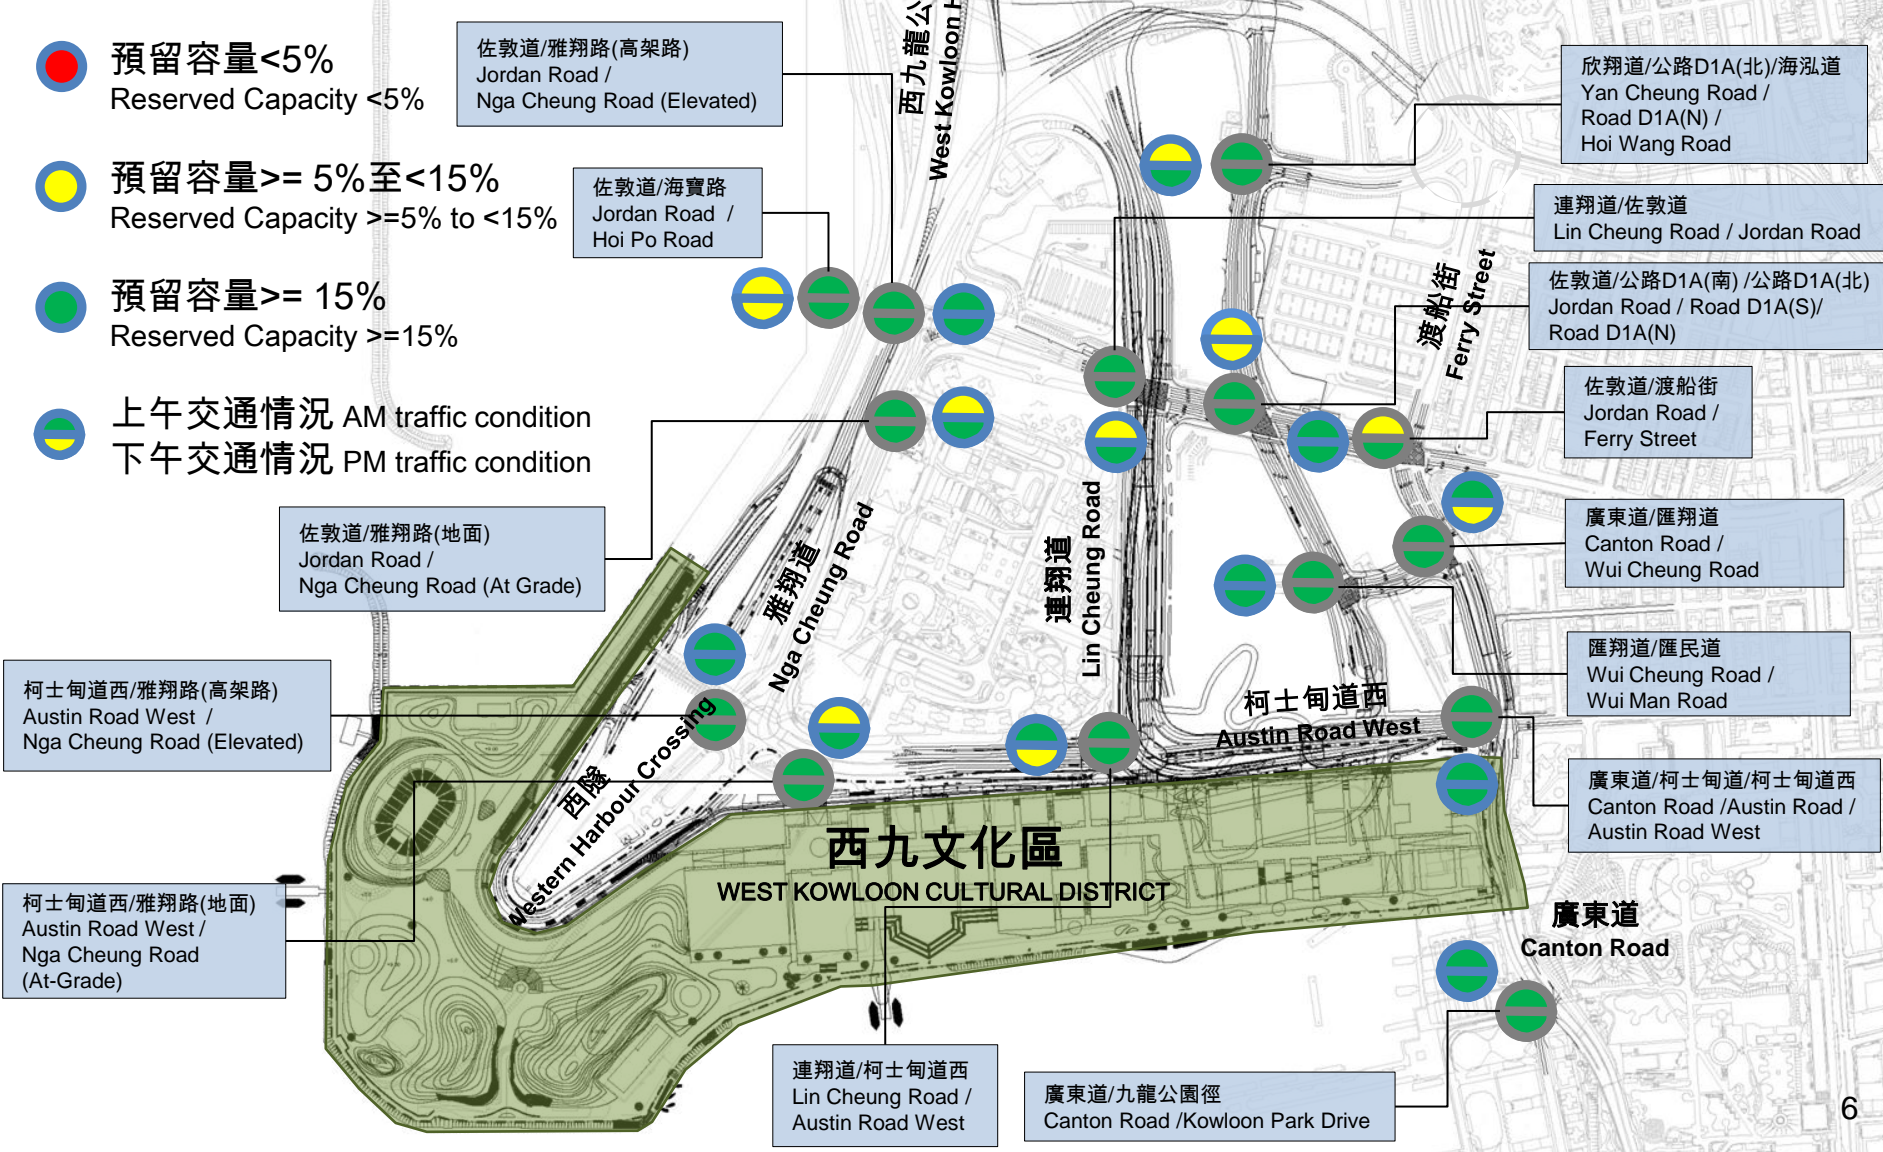 預留容量<5%
Reserved Capacity <5%
預留容量>= 5%至<15%
Reserved Capacity >=5% to <15%
預留容量>= 15%
Reserved Capacity >=15%
上午交通情況 AM traffic condition
下午交通情況 PM traffic condition
佐敦道/雅翔路(高架路)
Jordan Road /
Nga Cheung Road (Elevated)
佐敦道/海寶路
Jordan Road /
Hoi Po Road
西九龍公
West Kowloon H
欣翔道/公路D1A(北)/海泓道
Yan Cheung Road /
Road D1A(N) /
Hoi Wang Road
連翔道/佐敦道
Lin Cheung Road / Jordan Road
佐敦道/公路D1A(南) /公路D1A(北)
Jordan Road / Road D1A(S)/
Road D1A(N)
渡船街
Ferry Street
佐敦道/渡船街
Jordan Road /
Ferry Street
佐敦道/雅翔路(地面)
Jordan Road /
Nga Cheung Road (At Grade)
雅翔道
Nga Cheung Road
連翔道
Lin Cheung Road
廣東道/匯翔道
Canton Road /
Wui Cheung Road
匯翔道/匯民道
Wui Cheung Road /
Wui Man Road
柯士甸道西/雅翔路(高架路)
Austin Road West /
Nga Cheung Road (Elevated)
柯士甸道西
Austin Road West
西隧
Western Harbour Crossing
廣東道/柯士甸道/柯士甸道西
Canton Road /Austin Road /
Austin Road West
西九文化區
WEST KOWLOON CULTURAL DISTRICT
柯士甸道西/雅翔路(地面)
Austin Road West /
Nga Cheung Road
(At-Grade)
廣東道
Canton Road
連翔道/柯士甸道西
Lin Cheung Road /
Austin Road West
廣東道/九龍公園徑
Canton Road /Kowloon Park Drive
6